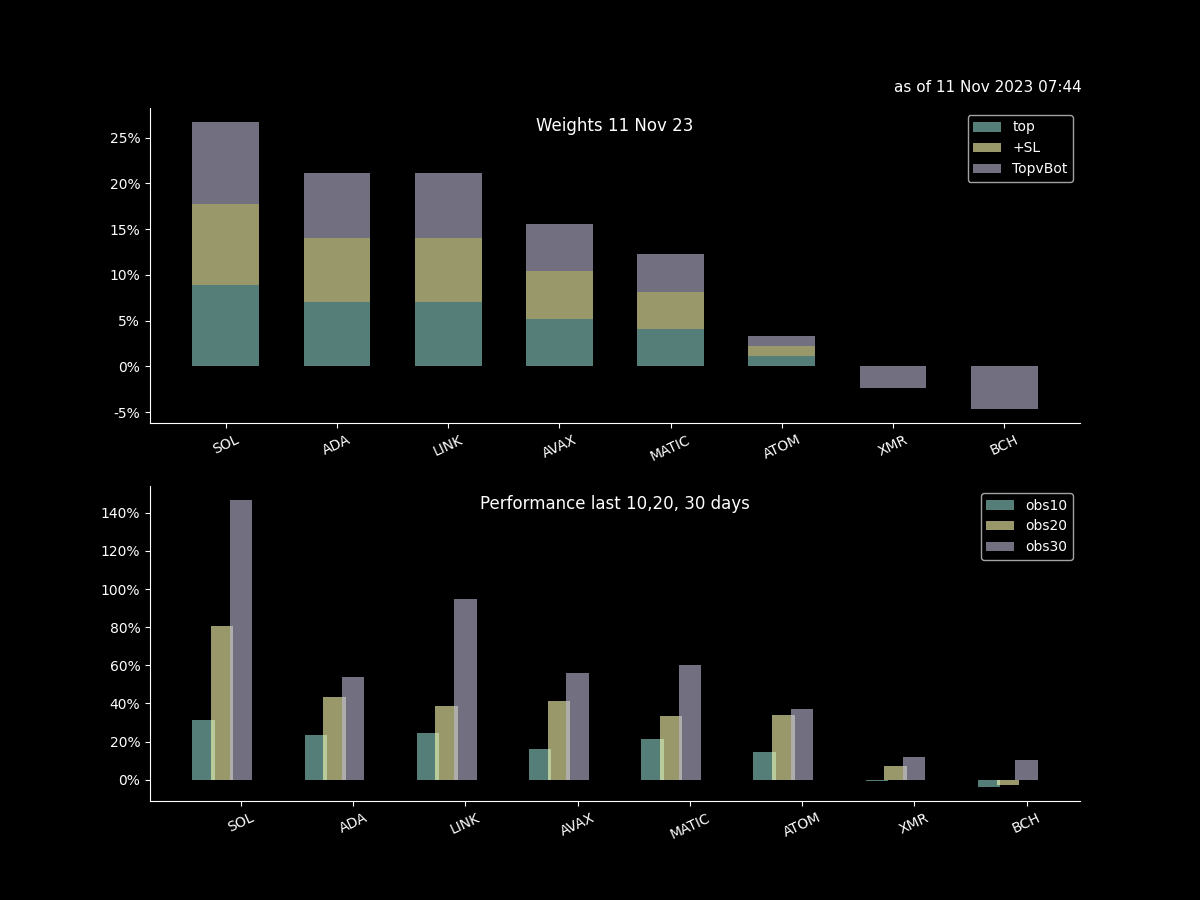 as of 11 Nov 2023 07:44
Weights 11 Nov 23
top
+SL
TopvBot
25%
20%
15%
10%
5%
0%
-5%
SOL ADA LINK AVAX MATIC ATOM XMR BCH
Performance last 10,20, 30 days
obs10
obs20
obs30
140%
120%
100%
80%
60%
40%
20%
0%
SOL ADA LINK AVAX MATIC ATOM XMR BCH